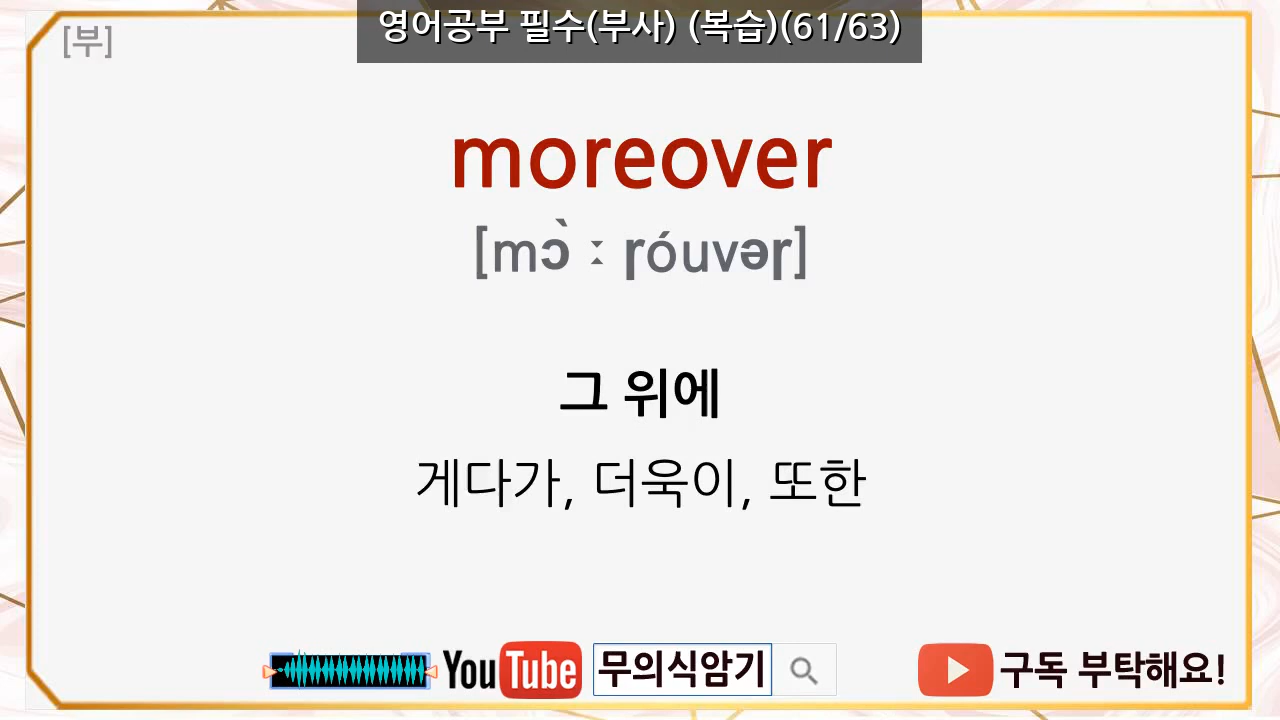 영어공부 필수(부사) (복습)(61/63)
[부]
moreover
[mɔ̀ː róuvər]
그 위에
게다가, 더욱이, 또한
YouTube 무의식암기 구독 부탁해요!